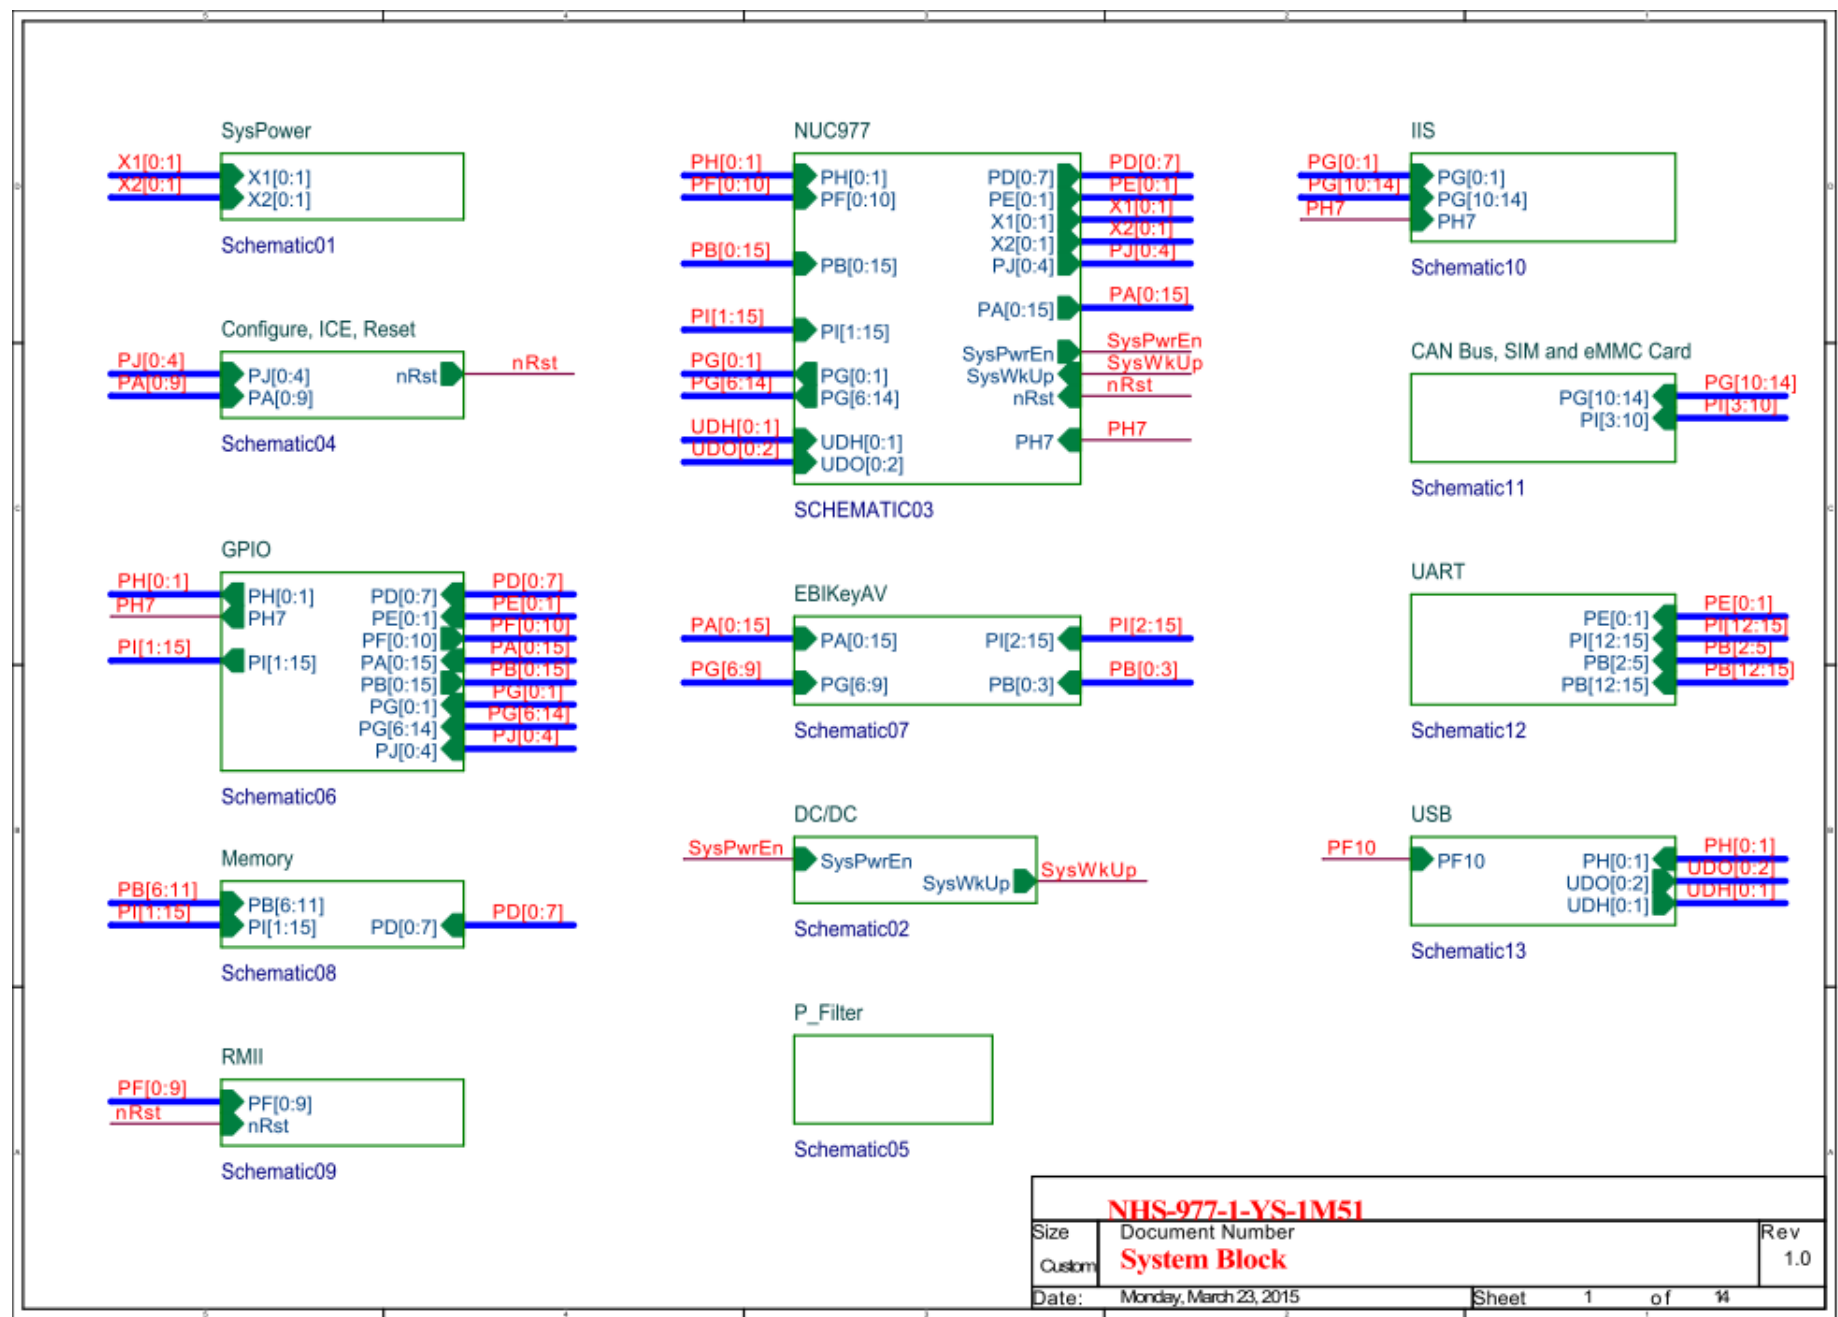 SysPower
X1[0:1]
X2[0:1]
X1[0:1]
X2[0:1]
Schematic01
Configure, ICE, Reset
PJ[0:4]
PA[0:9]
PJ[0:4]
PA[0:9]
nRst
nRst
Schematic04
GPIO
PH[0:1]
PH7
PI[1:15]
PH[0:1]
PH7
PI[1:15]
PD[0:7]
PE[0:1]
PF[0:10]
PA[0:15]
PB[0:15]
PG[0:1]
PG[6:14]
PJ[0:4]
PD[0:7]
PE[0:1]
PF[0:10]
PA[0:15]
PB[0:15]
PG[0:1]
PG[6:14]
PJ[0:4]
Schematic06
Memory
PB[6:11]
PI[1:15]
PB[6:11]
PI[1:15]
PD[0:7]
PD[0:7]
Schematic08
RMII
PF[0:9]
nRst
PF[0:9]
nRst
Schematic09
NUC977
PH[0:1]
PF[0:10]
PB[0:15]
PI[1:15]
PG[0:1]
PG[6:14]
UDH[0:1]
UDO[0:2]
PH[0:1]
PF[0:10]
PB[0:15]
PI[1:15]
PG[0:1]
PG[6:14]
UDH[0:1]
UDO[0:2]
PD[0:7]
PE[0:1]
X1[0:1]
X2[0:1]
PJ[0:4]
PA[0:15]
SysPwrEn
SysWkUp
nRst
PH7
PD[0:7]
PE[0:1]
X1[0:1]
X2[0:1]
PJ[0:4]
PA[0:15]
SysPwrEn
SysWkUp
nRst
PH7
SCHEMATIC03
EBIKeyAV
PA[0:15]
PG[6:9]
PA[0:15]
PG[6:9]
PI[2:15]
PB[0:3]
PI[2:15]
PB[0:3]
Schematic07
DC/DC
SysPwrEn
SysPwrEn
SysWkUp
SysWkUp
Schematic02
P_Filter
Schematic05
IIS
PG[0:1]
PG[10:14]
PH7
PG[0:1]
PG[10:14]
PH7
Schematic10
CAN Bus, SIM and eMMC Card
PG[10:14]
PI[3:10]
PG[10:14]
PI[3:10]
Schematic11
UART
PE[0:1]
PI[12:15]
PB[2:5]
PB[12:15]
PE[0:1]
PI[12:15]
PB[2:5]
PB[12:15]
Schematic12
USB
PF10
PF10
PH[0:1]
UDO[0:2]
UDH[0:1]
PH[0:1]
UDO[0:2]
UDH[0:1]
Schematic13
NHS-977-1-YS-1M51
Size
Custom
Document Number
System Block
Rev
1.0
Date: Monday, March 23, 2015
Sheet 1 of 14